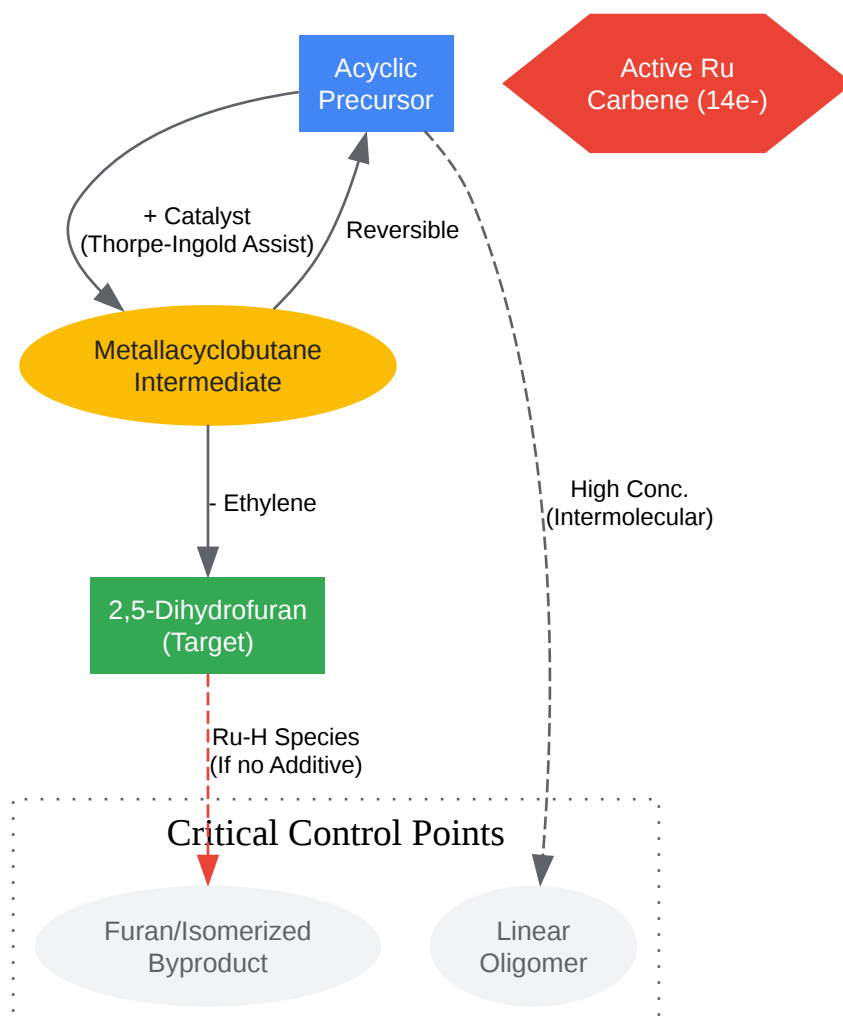 Acyclic
Precursor
Active Ru
Carbene (14e-)
+ Catalyst
(Thorpe-Ingold Assist)
Reversible
Metallacyclobutane
Intermediate
- Ethylene
High Conc.
(Intermolecular)
2,5-Dihydrofuran
(Target)
Ru-H Species
(If no Additive)
Critical Control Points
Furan/Isomerized
Byproduct
Linear
Oligomer